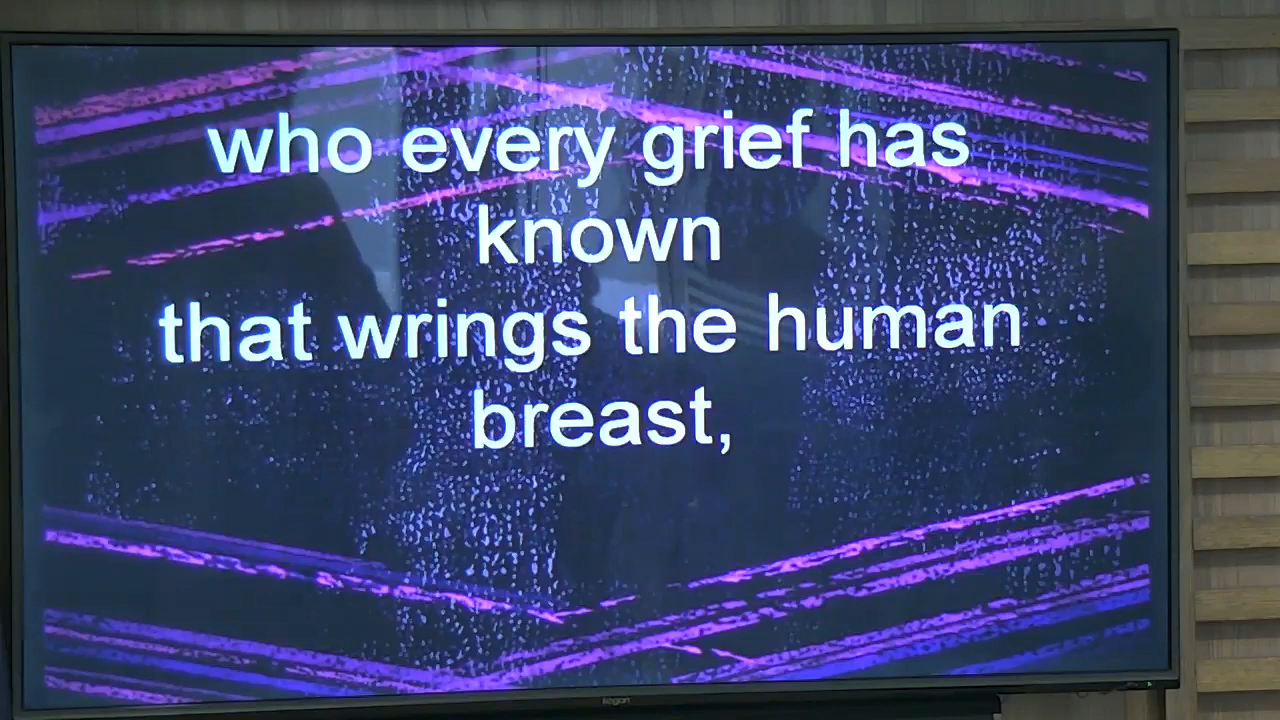 who every grief has
known
that wrings the human
breast,